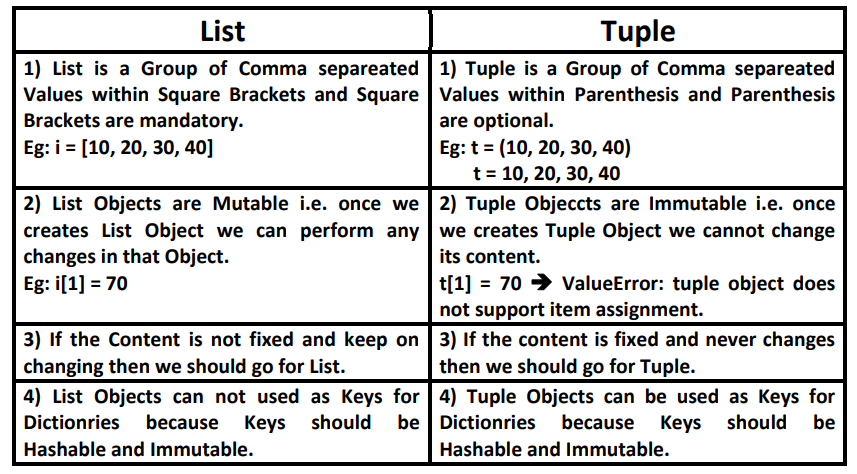 List
Tuple
1) List is a Group of Comma separeated
Values within Square Brackets and Square
Brackets are mandatory.
Eg: i = [10, 20, 30, 40]
1) Tuple is a Group of Comma separeated
Values within Parenthesis and Parenthesis
are optional.
Eg: t = (10, 20, 30, 40)
t = 10, 20, 30, 40
2) List Objects are Mutable i.e. once we
creates List Object we can perform any
changes in that Object.
Eg: i[1] = 70
2) Tuple Objeccts are Immutable i.e. once
we creates Tuple Object we cannot change
its content.
t[1] = 70 ➔ ValueError: tuple object does
not support item assignment.
3) If the Content is not fixed and keep on
changing then we should go for List.
3) If the content is fixed and never changes
then we should go for Tuple.
4) List Objects can not used as Keys for
Dictionries because Keys should be
Hashable and Immutable.
4) Tuple Objects can be used as Keys for
Dictionries because Keys should be
Hashable and Immutable.